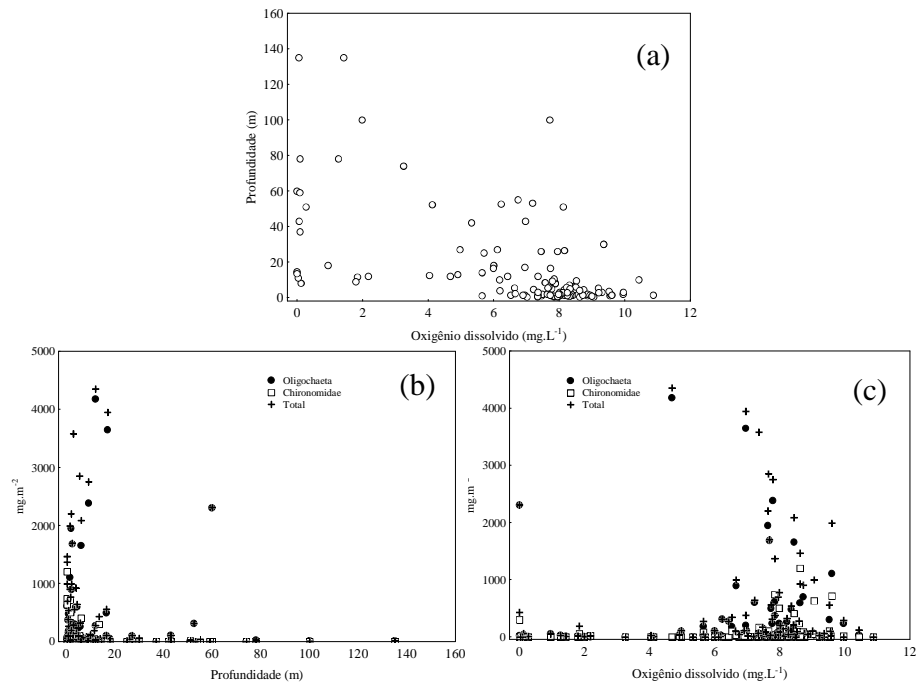 (a)
Profundidade (m)
160
140
120
100
80
60
40
20
0
0 2 4 6 8 10 12
Oxigênio dissolvido (mg.L-1)
(b)
Oligochaeta
Chironomidae
Total
mg.m-2
5000
4000
3000
2000
1000
0
0 20 40 60 80 100 120 140 160
Profundidade (m)
(c)
Oligochaeta
Chironomidae
Total
mg.m-
5000
4000
3000
2000
1000
0
0 2 4 6 8 10 12
Oxigênio dissolvido (mg.L-1)